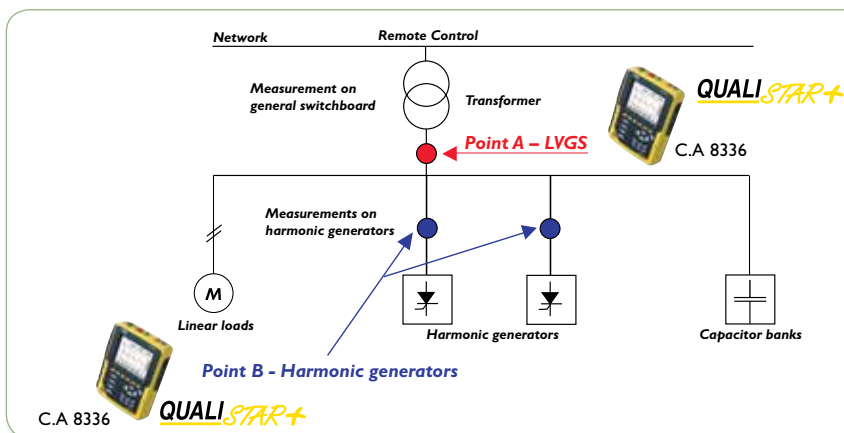 Network
Remote Control
Measurement on
general switchboard
Transformer
QUALISTAR+
C.A 8336
Point A – LVGS
Measurements on
harmonic generators
M
Linear loads
Harmonic generators
Capacitor banks
Point B - Harmonic generators
C.A 8336
QUALISTAR+